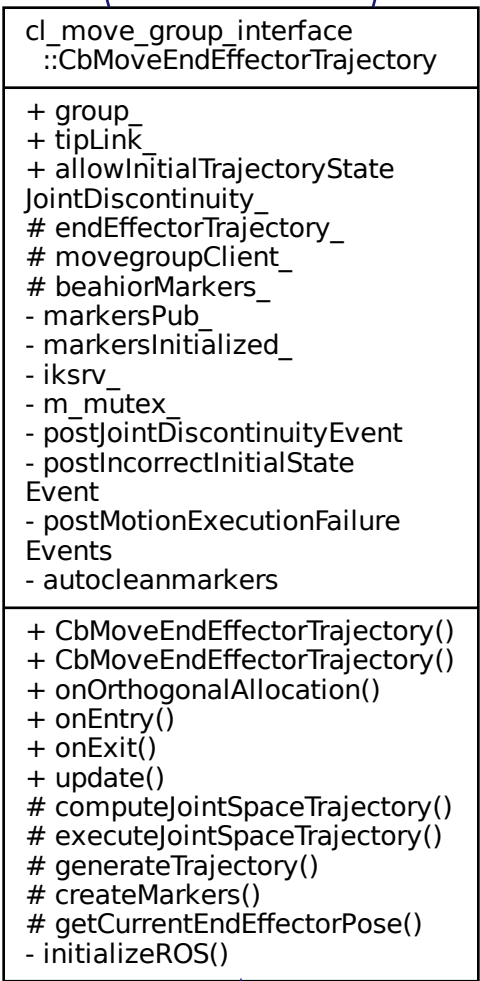 cl_move_group_interface
::CbMoveEndEffectorTrajectory
+ group_
+ tipLink_
+ allowInitialTrajectoryState
JointDiscontinuity_
# endEffectorTrajectory_
# movegroupClient_
# beahiorMarkers_
- markersPub_
- markersInitialized_
- iksrv_
- m_mutex_
- postJointDiscontinuityEvent
- postIncorrectInitialState
Event
- postMotionExecutionFailure
Events
- autocleanmarkers
+ CbMoveEndEffectorTrajectory()
+ CbMoveEndEffectorTrajectory()
+ onOrthogonalAllocation()
+ onEntry()
+ onExit()
+ update()
# computeJointSpaceTrajectory()
# executeJointSpaceTrajectory()
# generateTrajectory()
# createMarkers()
# getCurrentEndEffectorPose()
- initializeROS()